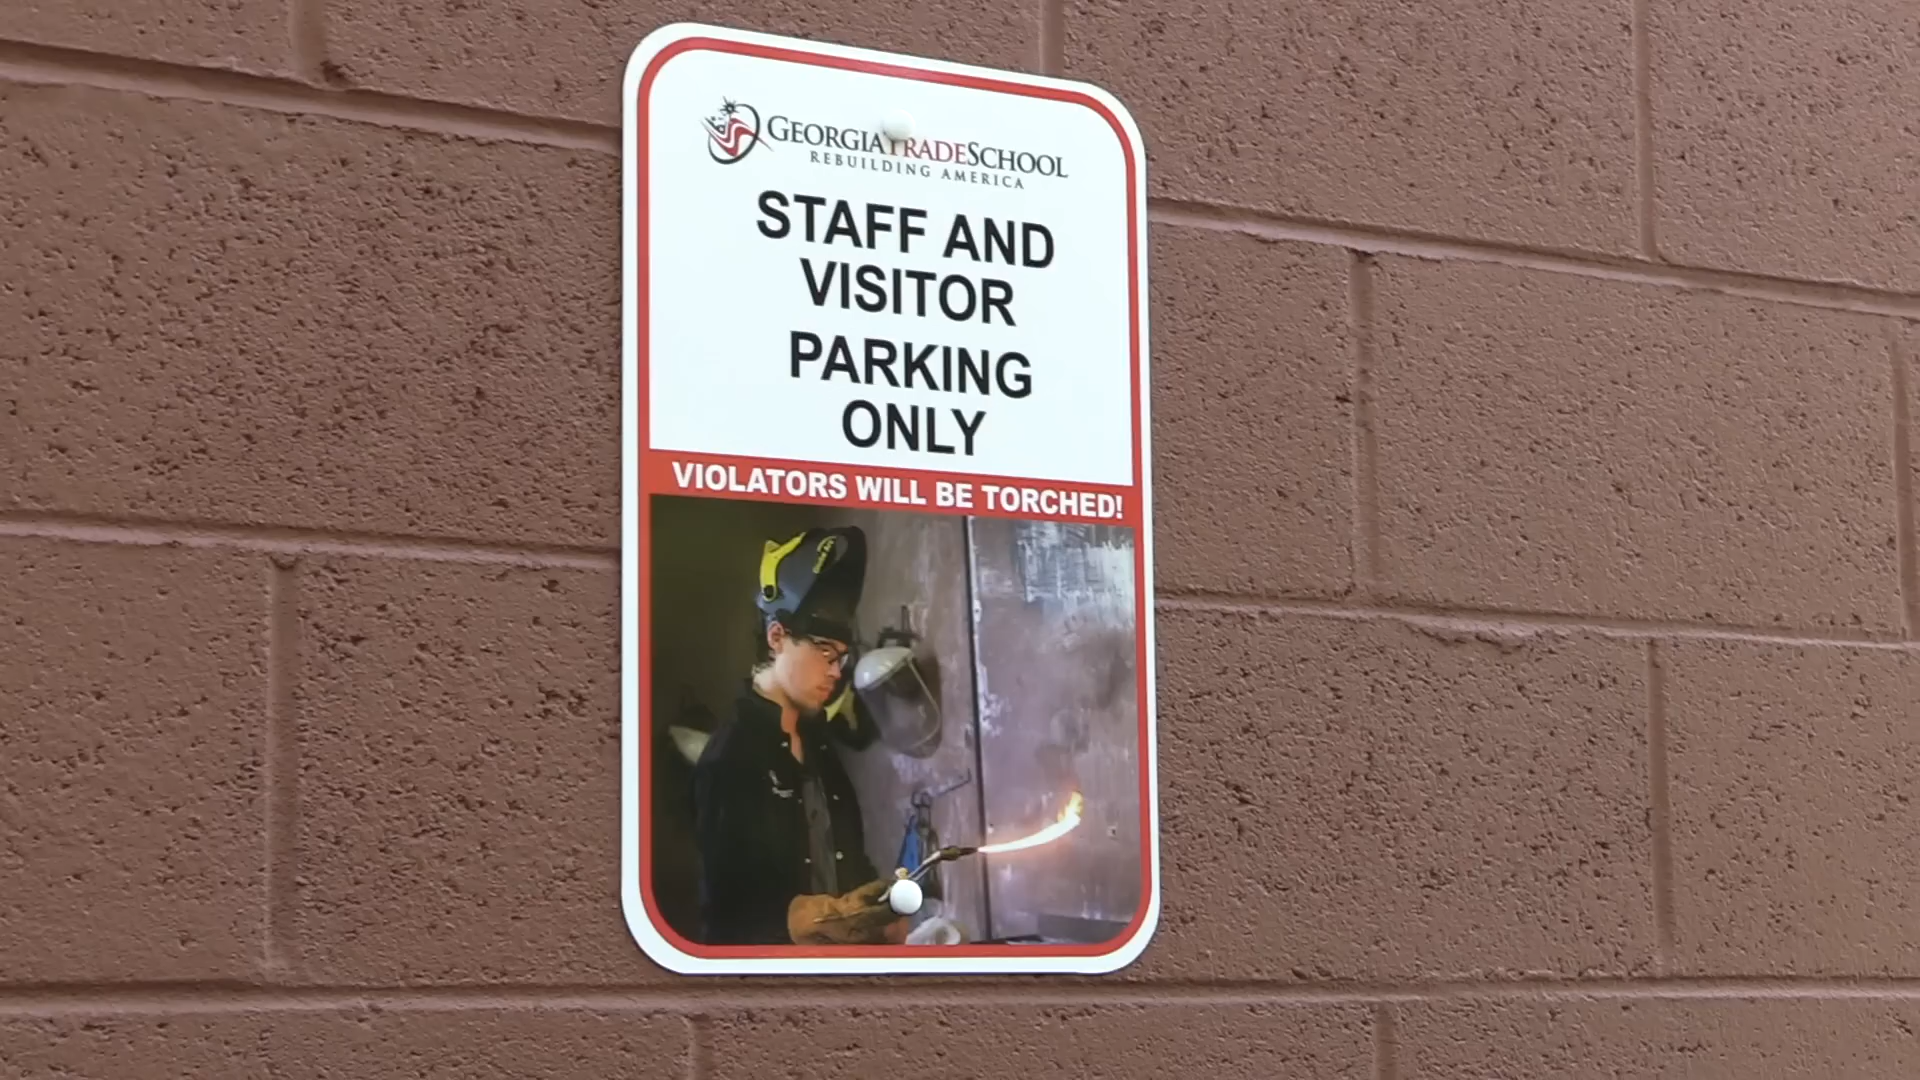 GEORGIATRADESCHOOL
REBUILDING AMERICA
STAFF AND
VISITOR
PARKING
ONLY
VIOLATORS WILL BE TORCHED!